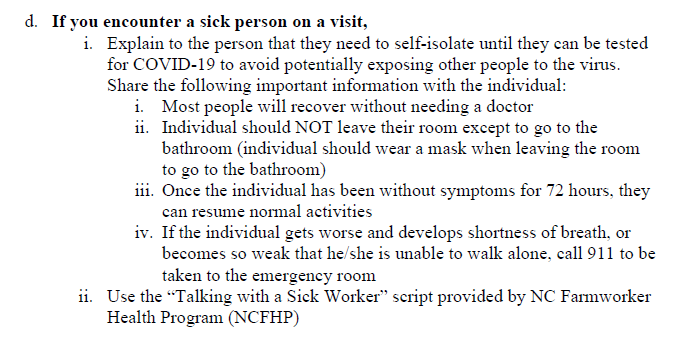 d. If you encounter a sick person on a visit,
i. Explain to the person that they need to self-isolate until they can be tested
for COVID-19 to avoid potentially exposing other people to the virus.
Share the following important information with the individual:
i. Most people will recover without needing a doctor
ii. Individual should NOT leave their room except to go to the
bathroom (individual should wear a mask when leaving the room
to go to the bathroom)
iii. Once the individual has been without symptoms for 72 hours, they
can resume normal activities
iv. If the individual gets worse and develops shortness of breath, or
becomes so weak that he/she is unable to walk alone, call 911 to be
taken to the emergency room
ii. Use the “Talking with a Sick Worker” script provided by NC Farmworker
Health Program (NCFHP)